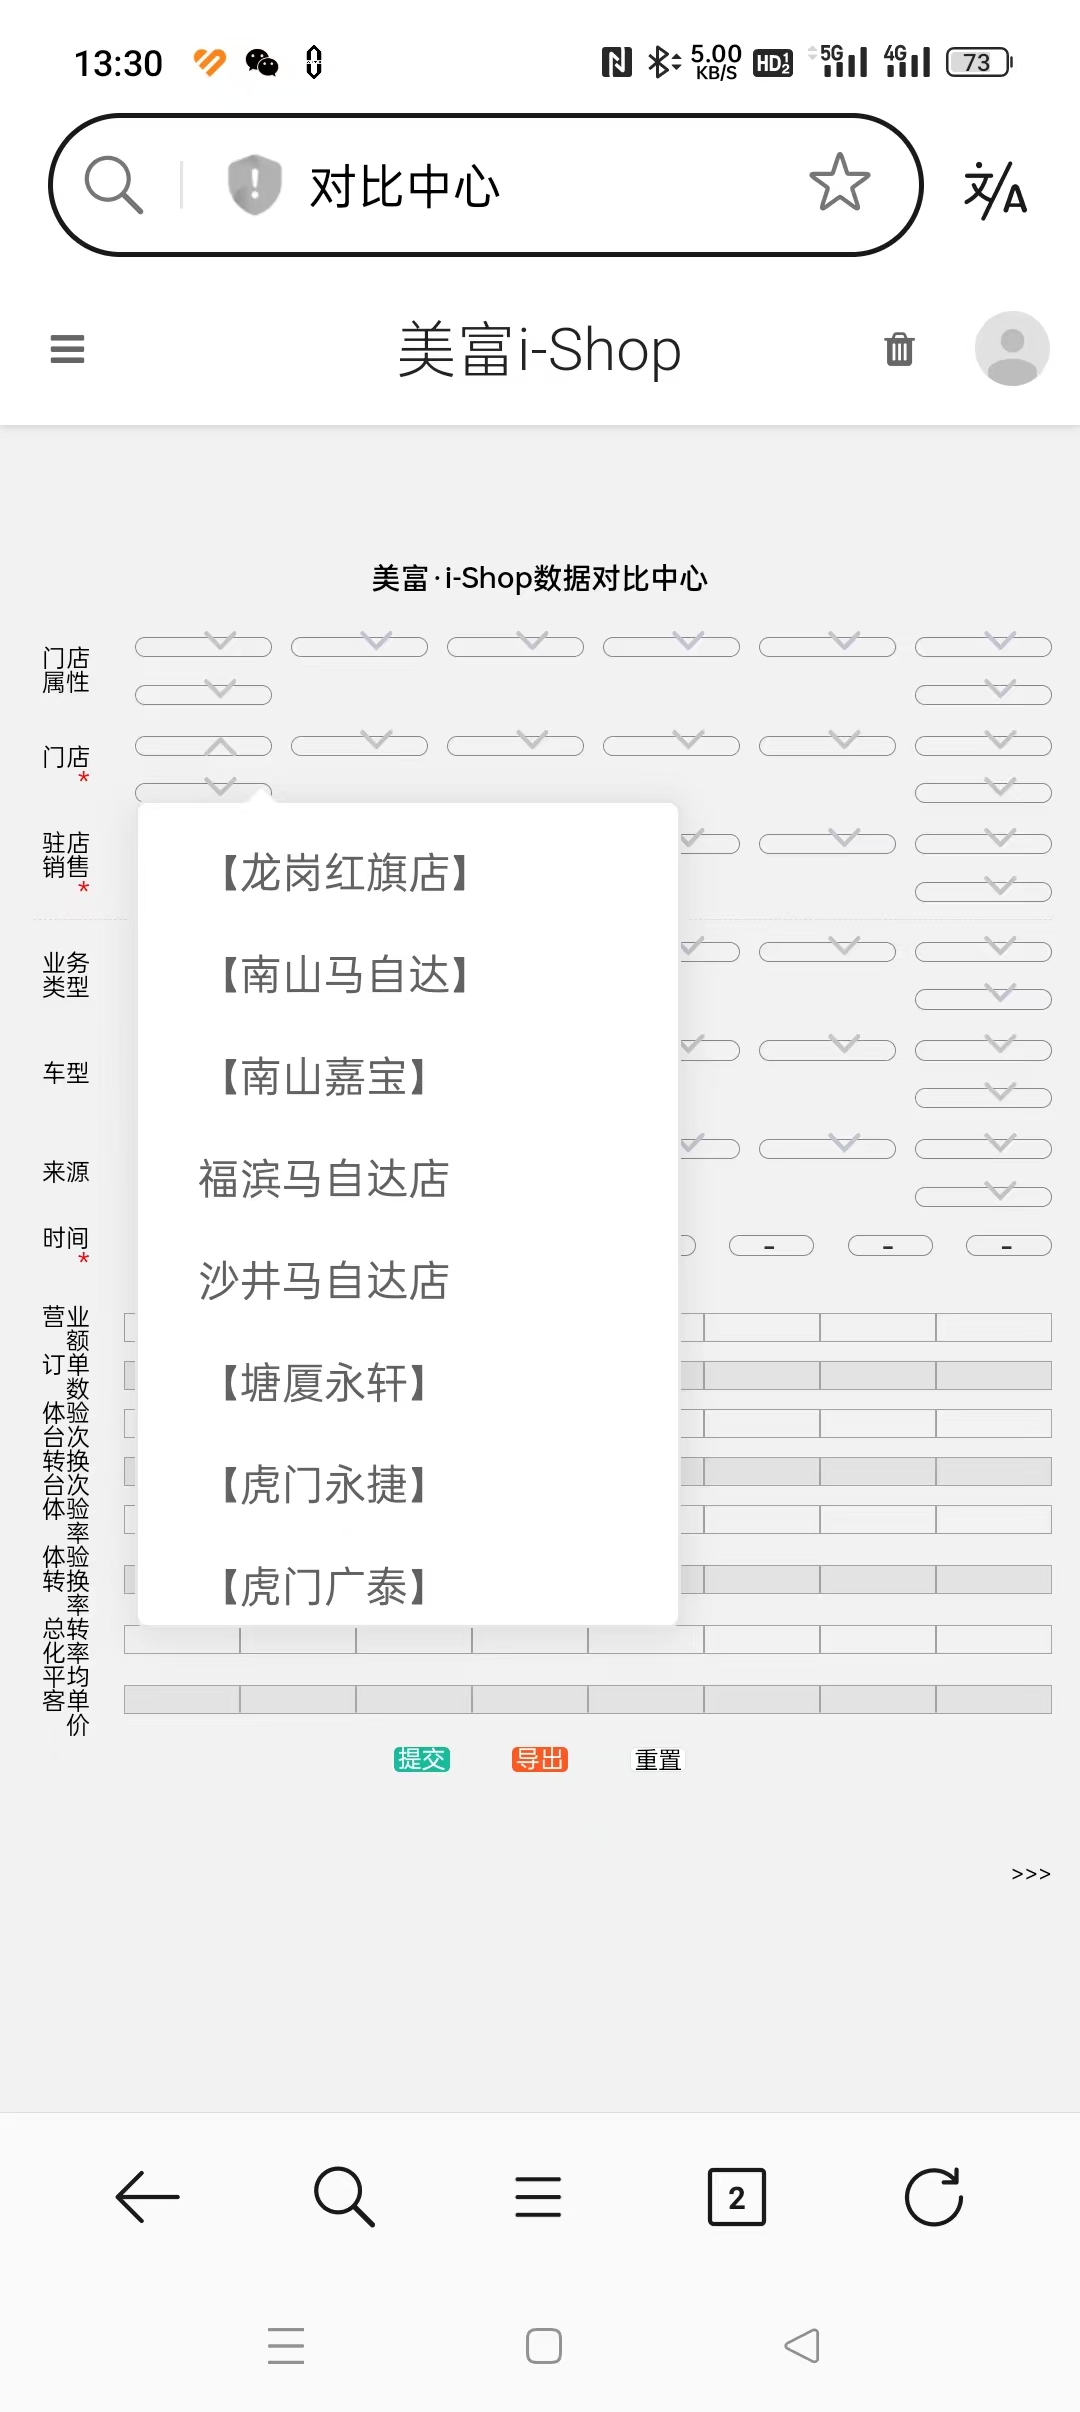 13:30
5.00
KB/S
HD 1 2
5G
4G
73
对比中心
文/A
美富i-Shop
美富·i-Shop数据对比中心
门店
属性
门店
*
驻店
销售
*
业务
类型
车型
来源
时间
*
- - -
【龙岗红旗店】
【南山马自达】
【南山嘉宝】
福滨马自达店
沙井马自达店
【塘厦永轩】
【虎门永捷】
【虎门广泰】
营业
额
订单
数
体验
台次
转换
台次
体验
率
体验
转换
率
总转
化率
平均
客单
价
提交 导出 重置
>>>
2